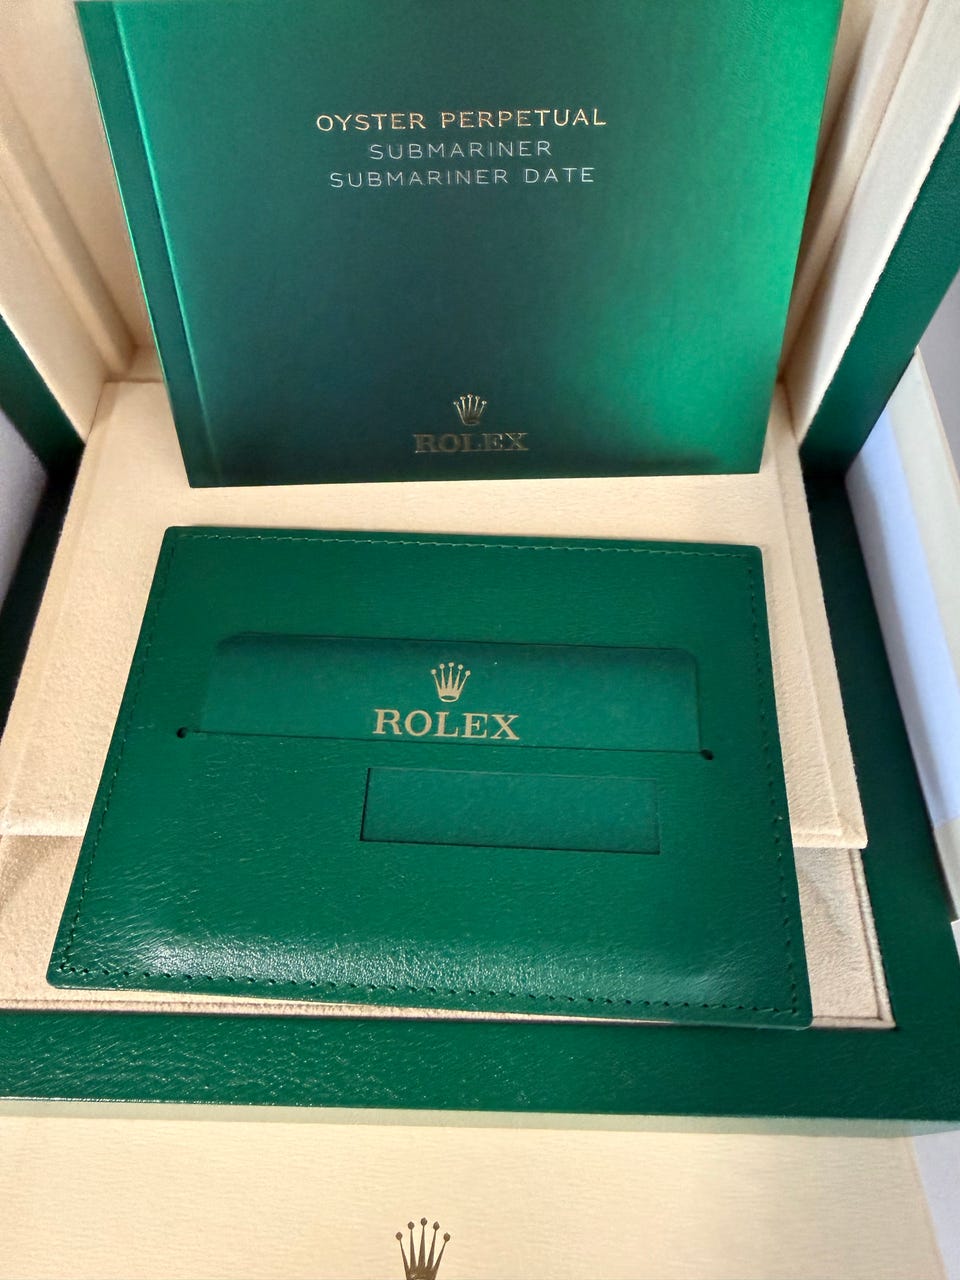 OYSTER PERPETUAL
SUBMARINER
SUBMARINER DATE
ROLEX
ROLEX